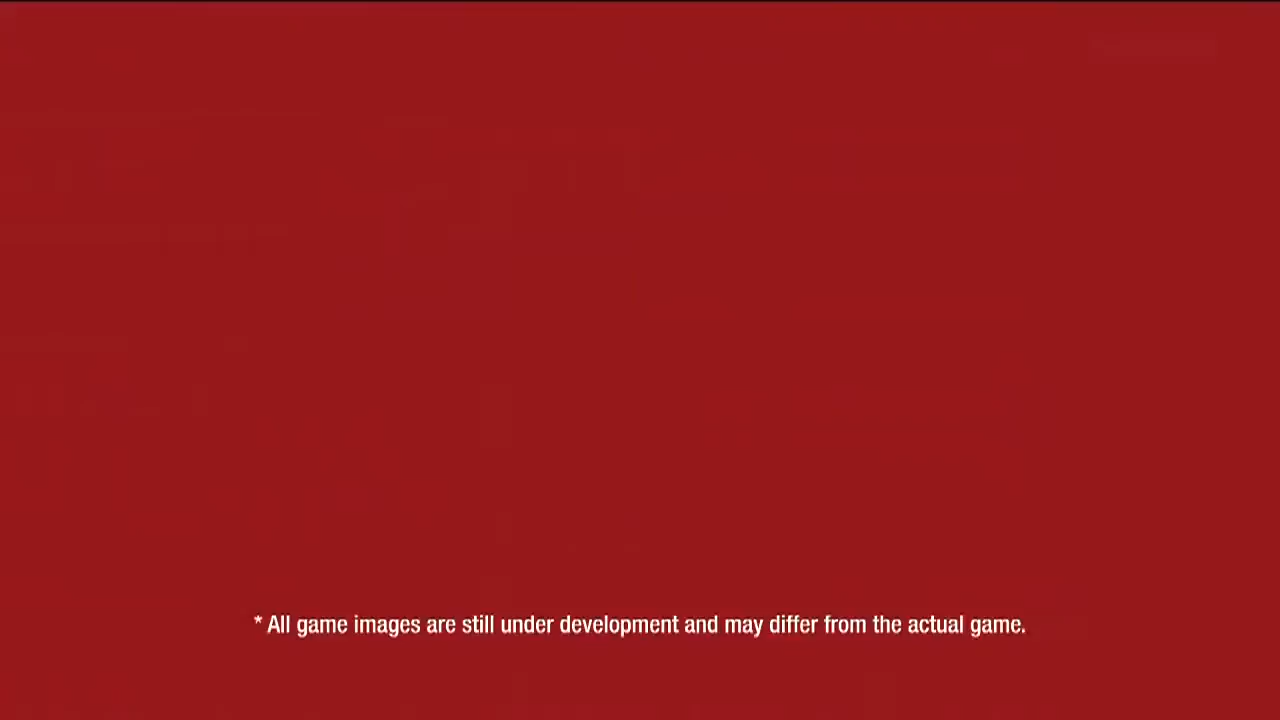 * All game images are still under development and may differ from the actual game.